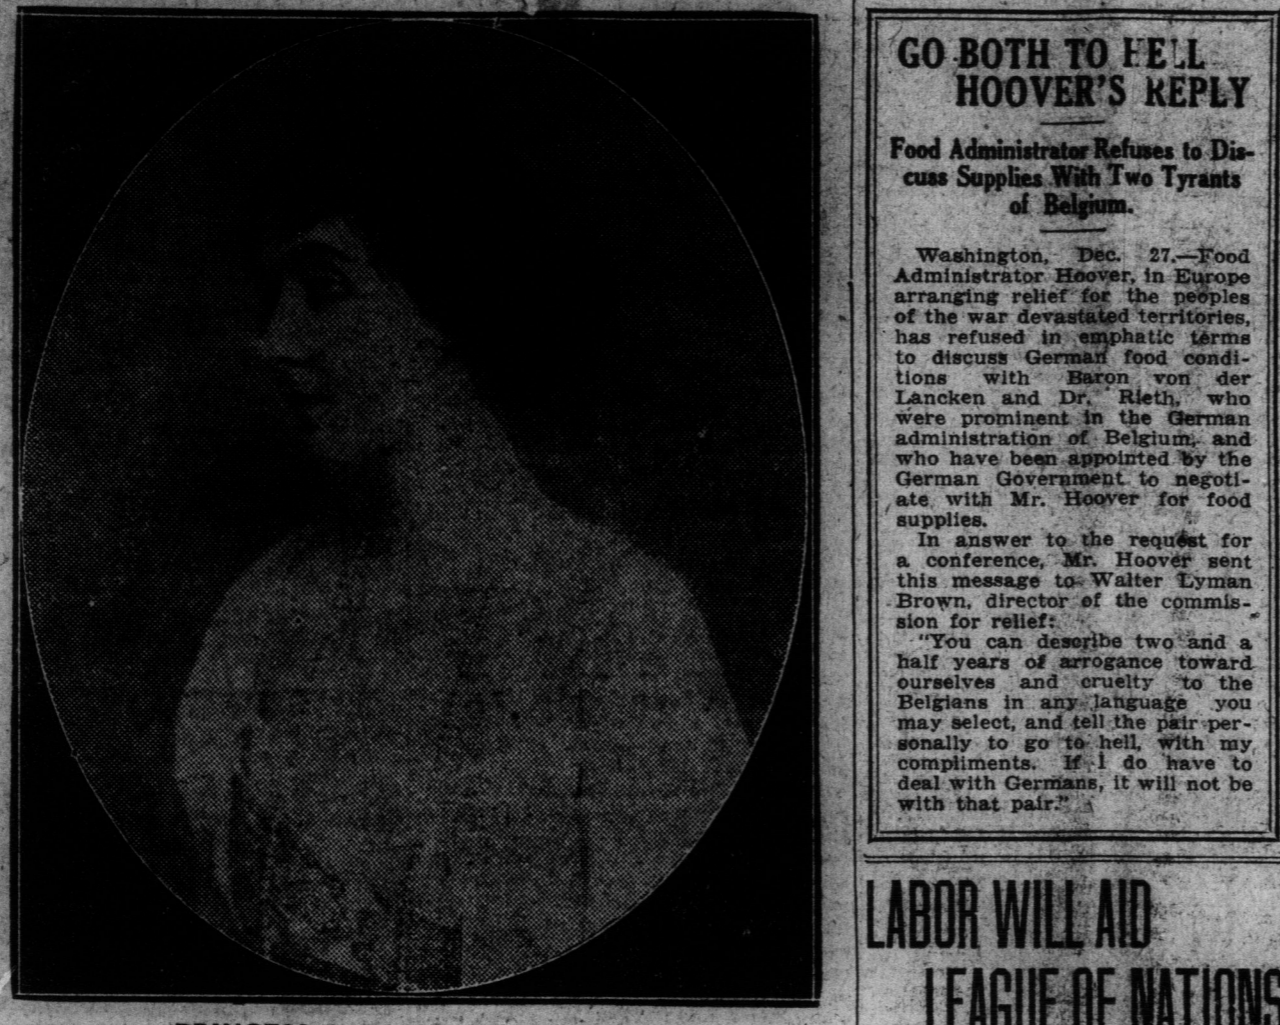 GO BOTH TO HELL
HOOVER'S REPLY
Food Administrator Refuses to Dis-
cuss Supplies With Two Tyrants
of Belgium.
Washington, Dec. 27.—Food
Administrator Hoover, in Europe
arranging relief for the peoples
of the war devastated territories,
has refused in emphatic terms
to discuss German food condi-
tions with Baron von der
Lancken and Dr. Rieth, who
were prominent in the German
administration of Belgium, and
who have been appointed by the
German Government to negoti-
ate with Mr. Hoover for food
supplies.
In answer to the request for
a conference, Mr. Hoover sent
this message to Walter Lyman
Brown, director of the commis-
sion for relief:
"You can describe two and a
half years of arrogance toward
ourselves and cruelty to the
Belgians in any language you
may select, and tell the pair per-
sonally to go to hell, with my
compliments. If I do have to
deal with Germans, it will not be
with that pair."
LABOR WILL AID
LEAGUE OF NATIONS